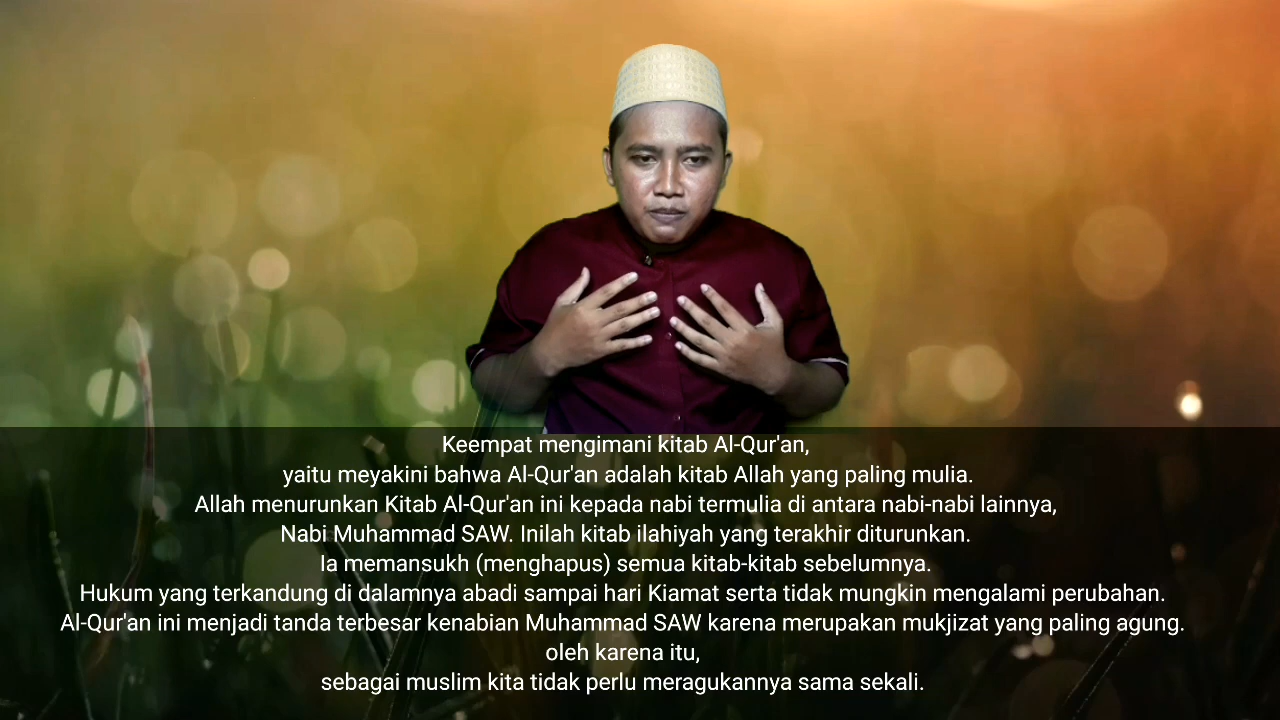 Keempat mengimani kitab Al-Qur'an,
yaitu meyakini bahwa Al-Qur'an adalah kitab Allah yang paling mulia.
Allah menurunkan Kitab Al-Qur'an ini kepada nabi termulia di antara nabi-nabi lainnya,
Nabi Muhammad SAW. Inilah kitab ilahiyah yang terakhir diturunkan.
Ia memansukh (menghapus) semua kitab-kitab sebelumnya.
Hukum yang terkandung di dalamnya abadi sampai hari Kiamat serta tidak mungkin mengalami perubahan.
Al-Qur'an ini menjadi tanda terbesar kenabian Muhammad SAW karena merupakan mukjizat yang paling agung.
oleh karena itu,
sebagai muslim kita tidak perlu meragukannya sama sekali.